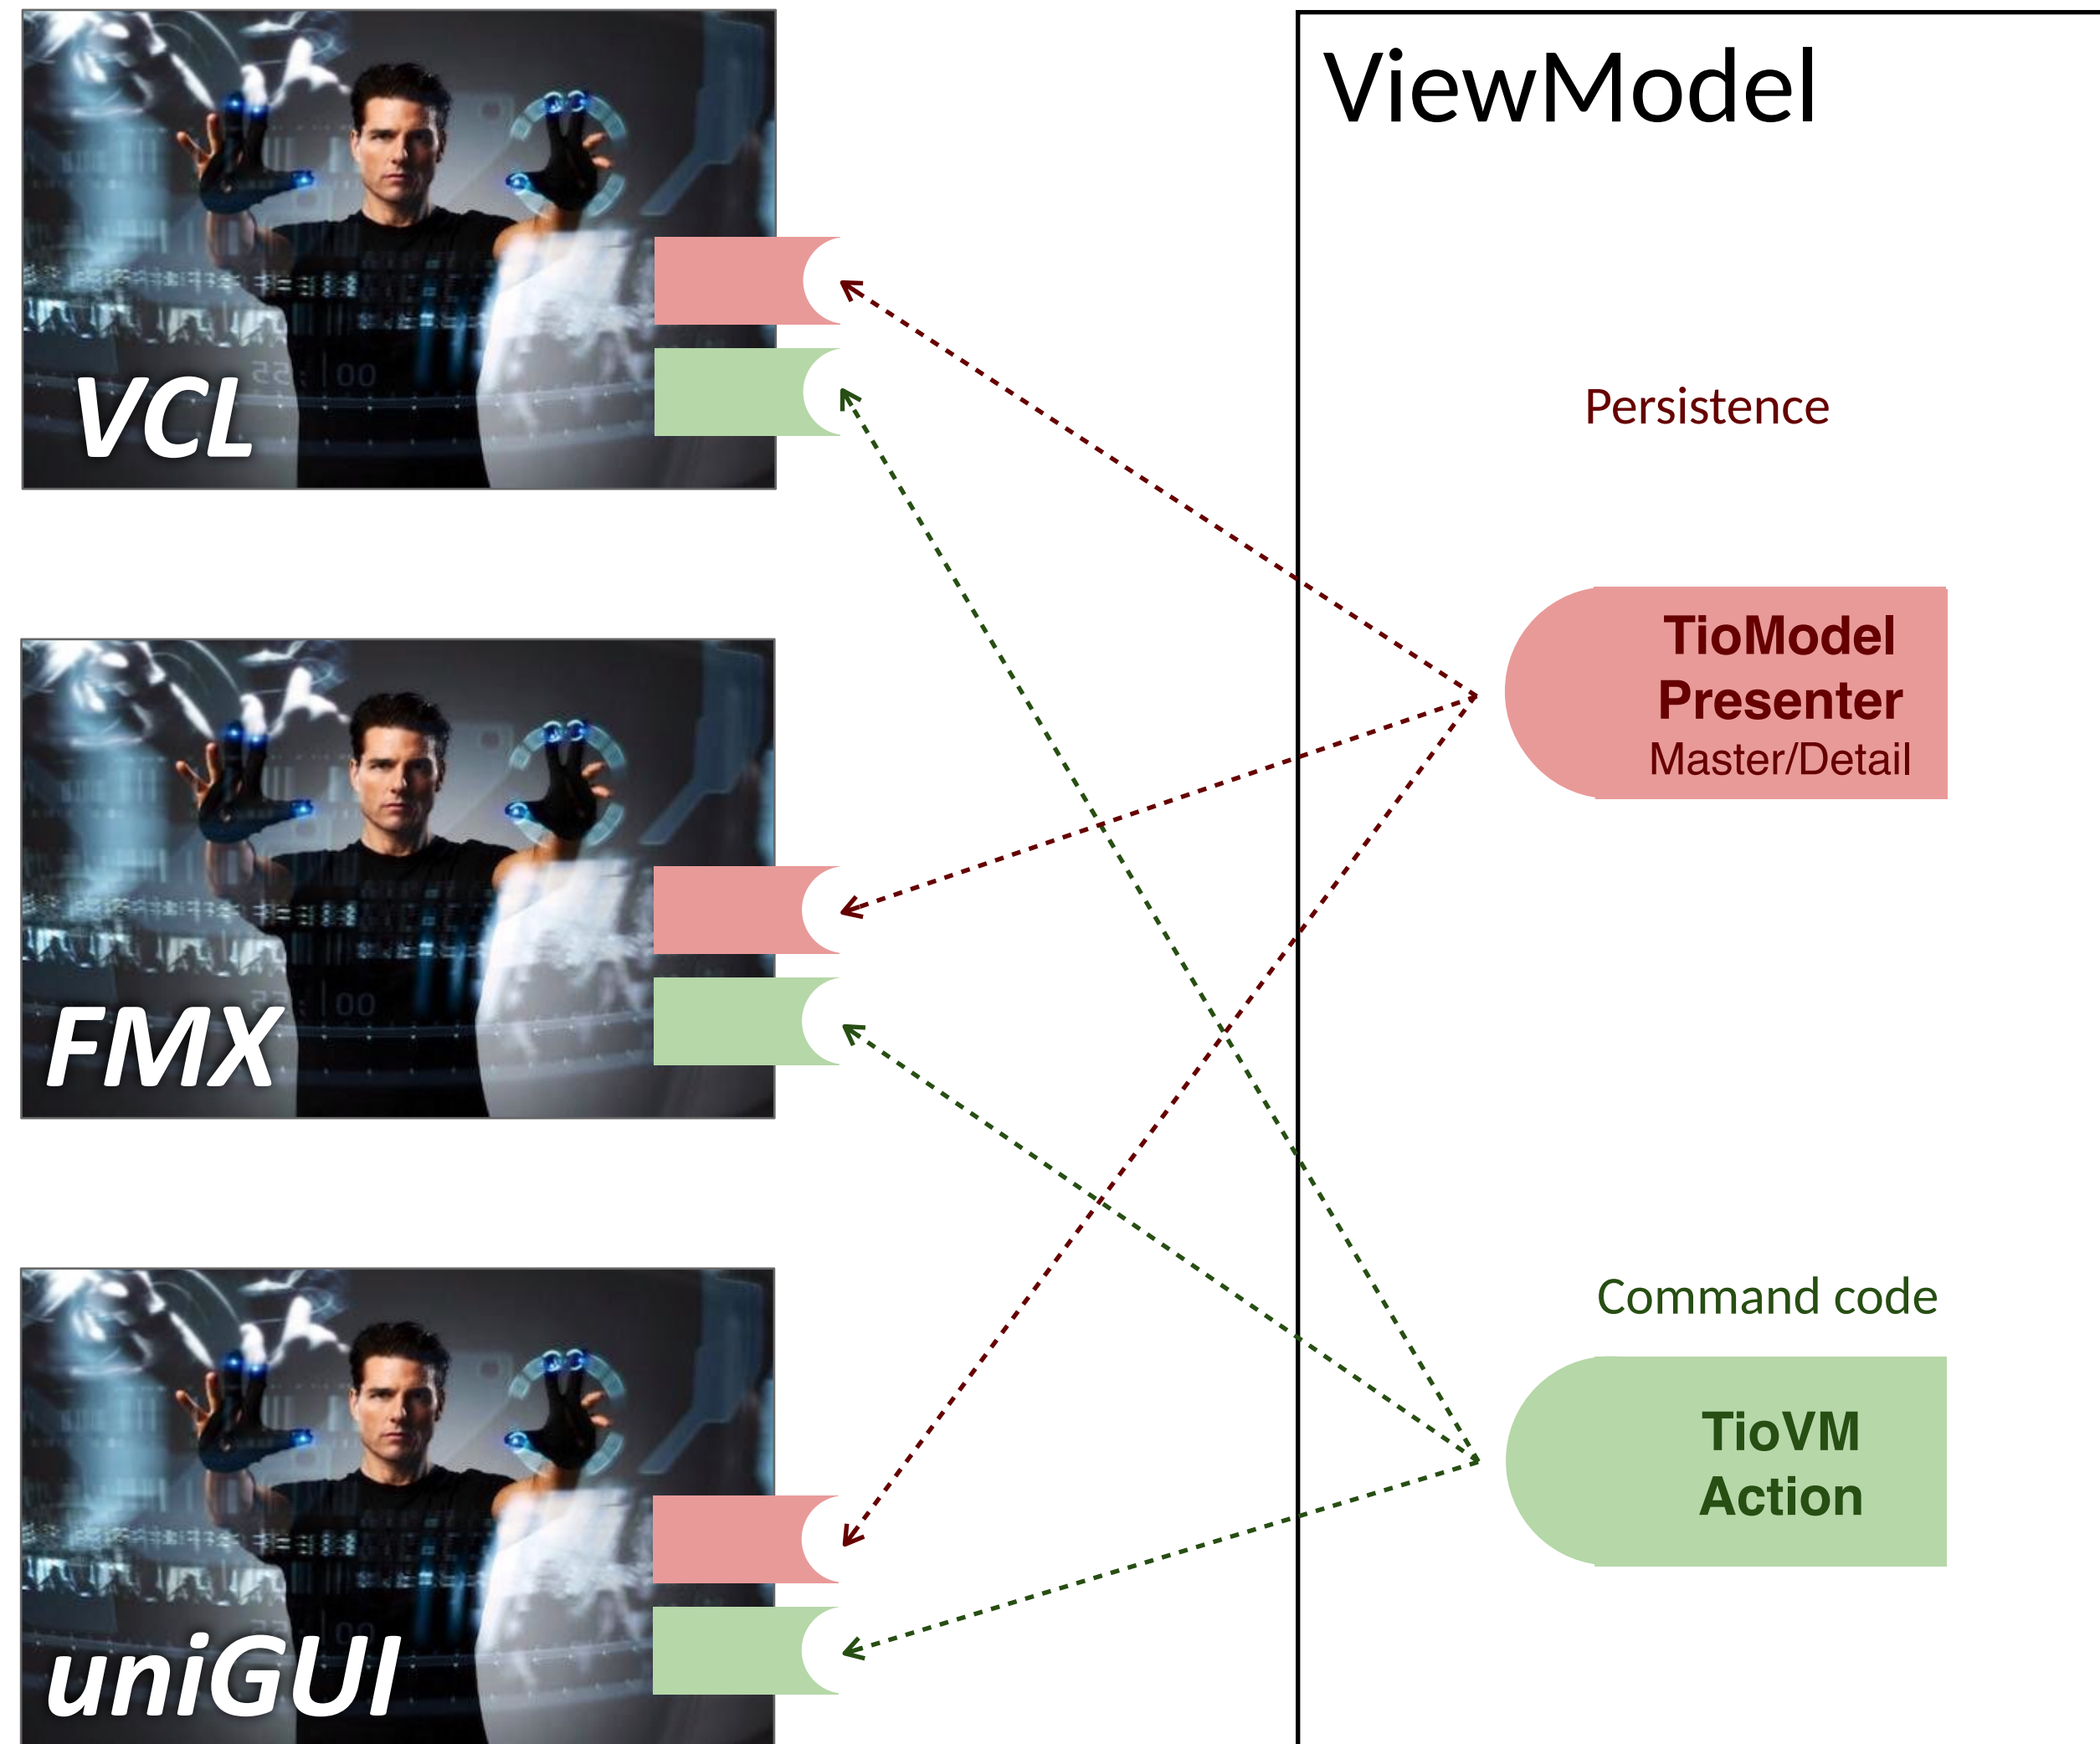 ViewModel
VCL
Persistence
TioModel
Presenter
Master/Detail
FMX
Command code
TioVM
Action
uniGUI